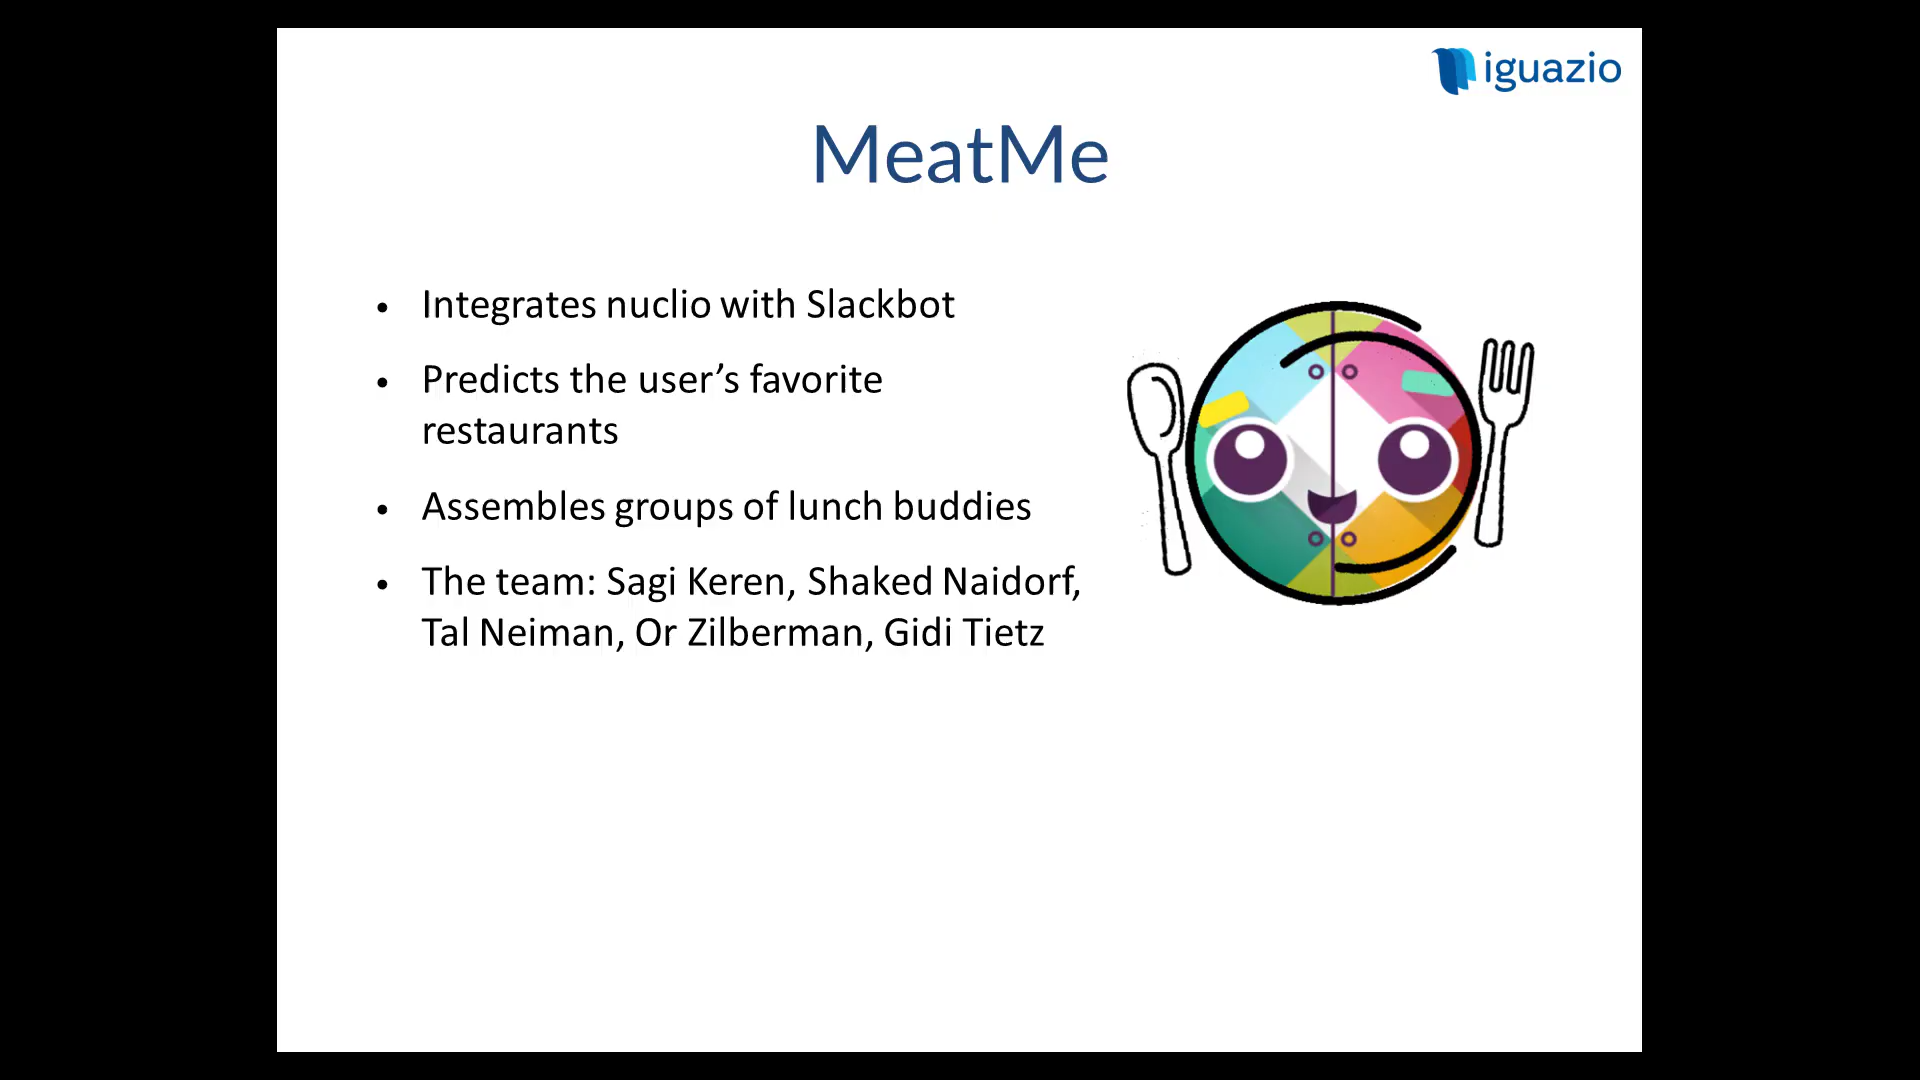 iguazio
MeatMe
• Integrates nuclio with Slackbot
• Predicts the user’s favorite
restaurants
• Assembles groups of lunch buddies
• The team: Sagi Keren, Shaked Naidorf,
Tal Neiman, Or Zilberman, Gidi Tietz